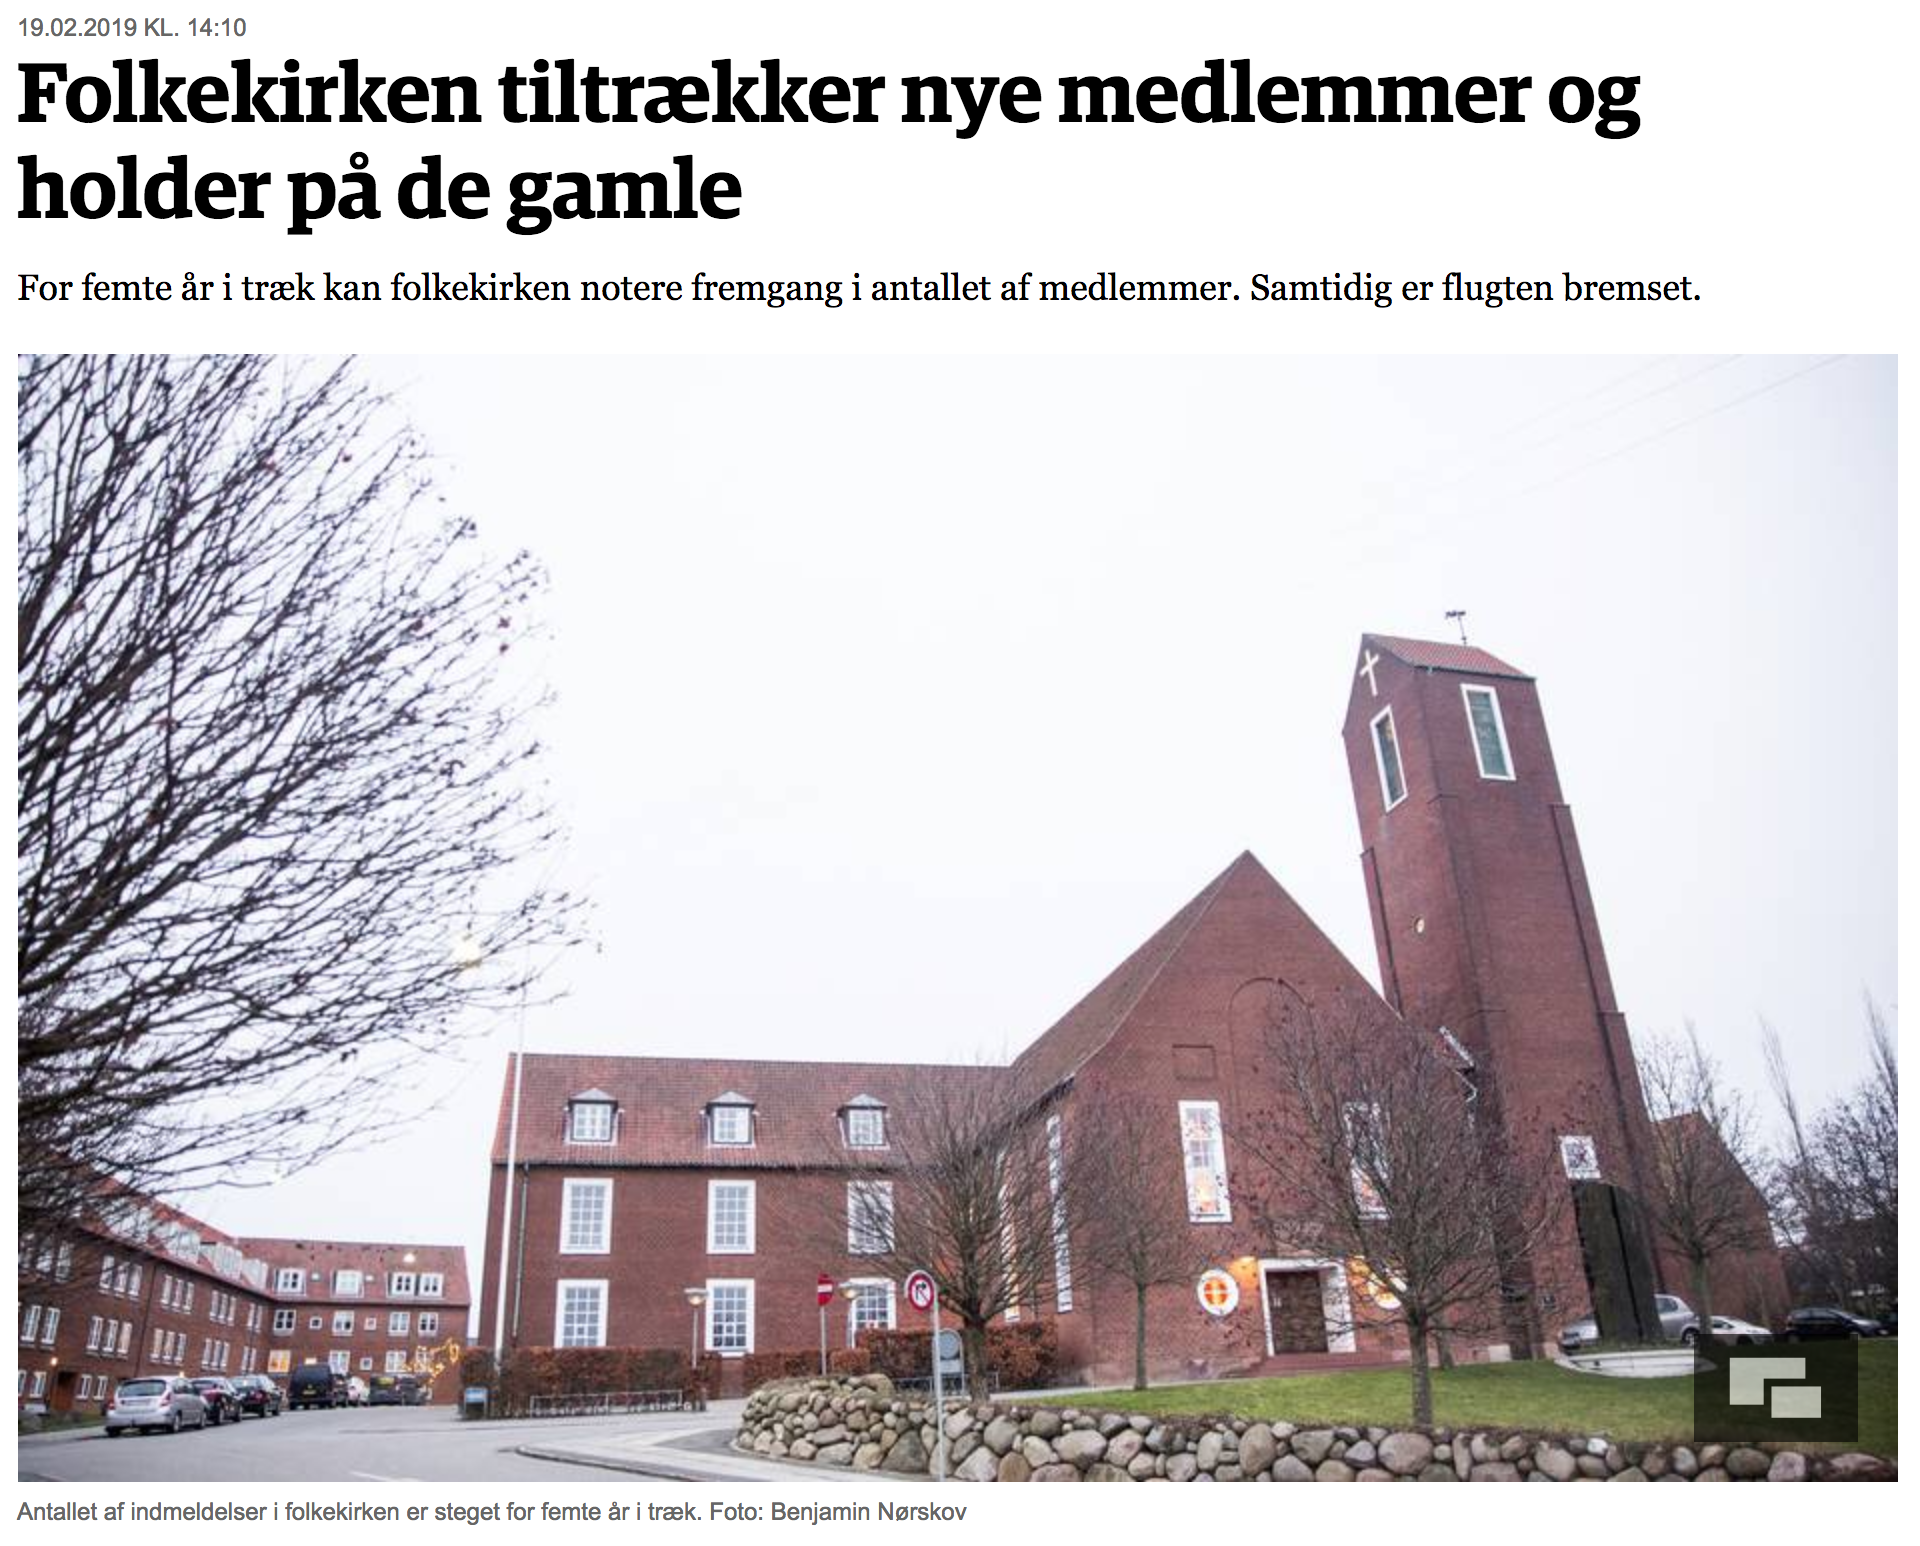 19.02.2019 KL. 14:10
Folkekirken tiltrækker nye medlemmer og
holder på de gamle
For femte år i træk kan folkekirken notere fremgang i antallet af medlemmer. Samtidig er flugten bremset.
Antallet af indmeldelser i folkekirken er steget for femte år i træk. Foto: Benjamin Nørskov